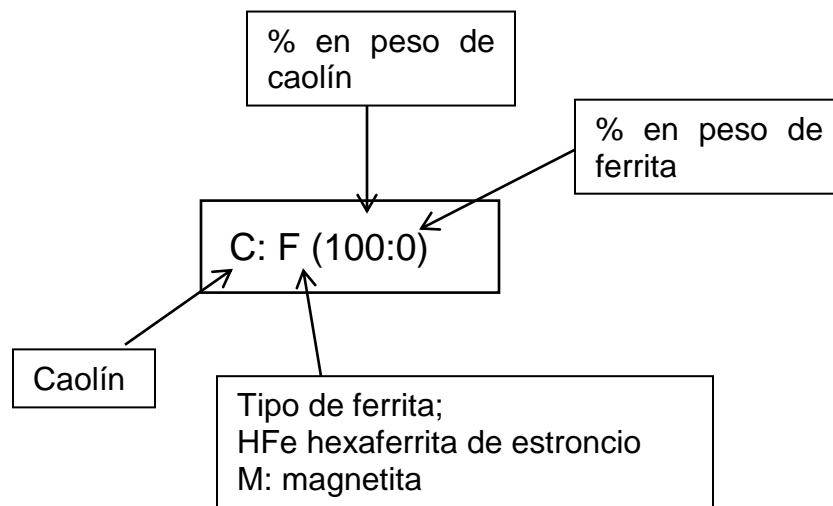 % en peso de
caolín
% en peso de
ferrita
C: F (100:0)
Caolín
Tipo de ferrita;
HFe hexaferrita de estroncio
M: magnetita